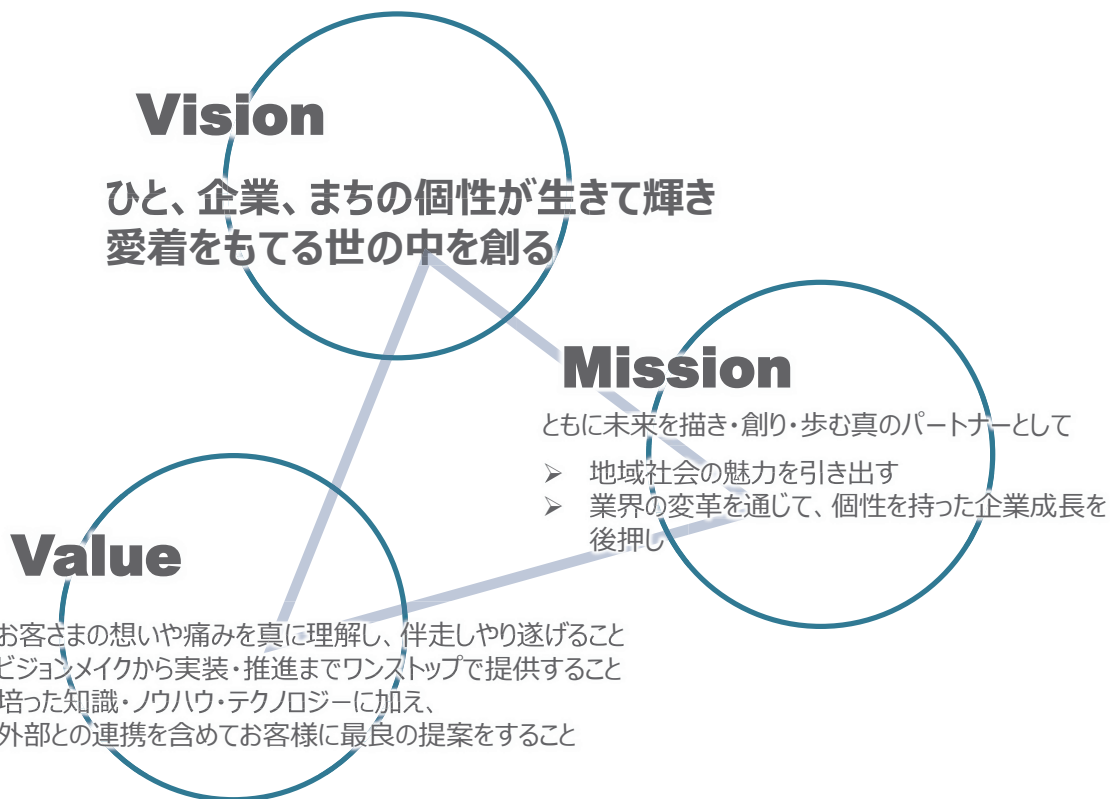 Vision
ひと、企業、まちの個性が生きて輝き
愛着をもてる世の中を創る
Mission
ともに未来を描き・創り・歩む真のパートナーとして
➢ 地域社会の魅力を引き出す
➢ 業界の変革を通じて、個性を持った企業成長を
後押し
Value
お客さまの想いや痛みを真に理解し、伴走しやり遂げること
ビジョンメイクから実装・推進までワンストップで提供すること
培った知識・ノウハウ・テクノロジーに加え、
外部との連携を含めてお客様に最良の提案をすること